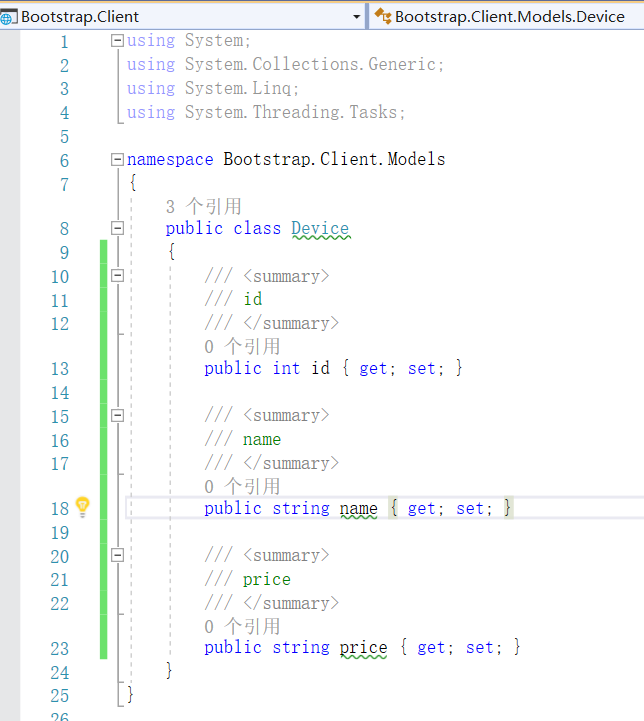 Bootstrap.Client Bootstrap.Client.Models.Device
1 using System;
2 using System.Collections.Generic;
3 using System.Linq;
4 using System.Threading.Tasks;
5
6 namespace Bootstrap.Client.Models
7 {
3 个引用
8 public class Device
9 {
10 /// <summary>
11 /// id
12 /// </summary>
0 个引用
13 public int id { get; set; }
14
15 /// <summary>
16 /// name
17 /// </summary>
0 个引用
18 public string name { get; set; }
19
20 /// <summary>
21 /// price
22 /// </summary>
0 个引用
23 public string price { get; set; }
24 }
25 }
26